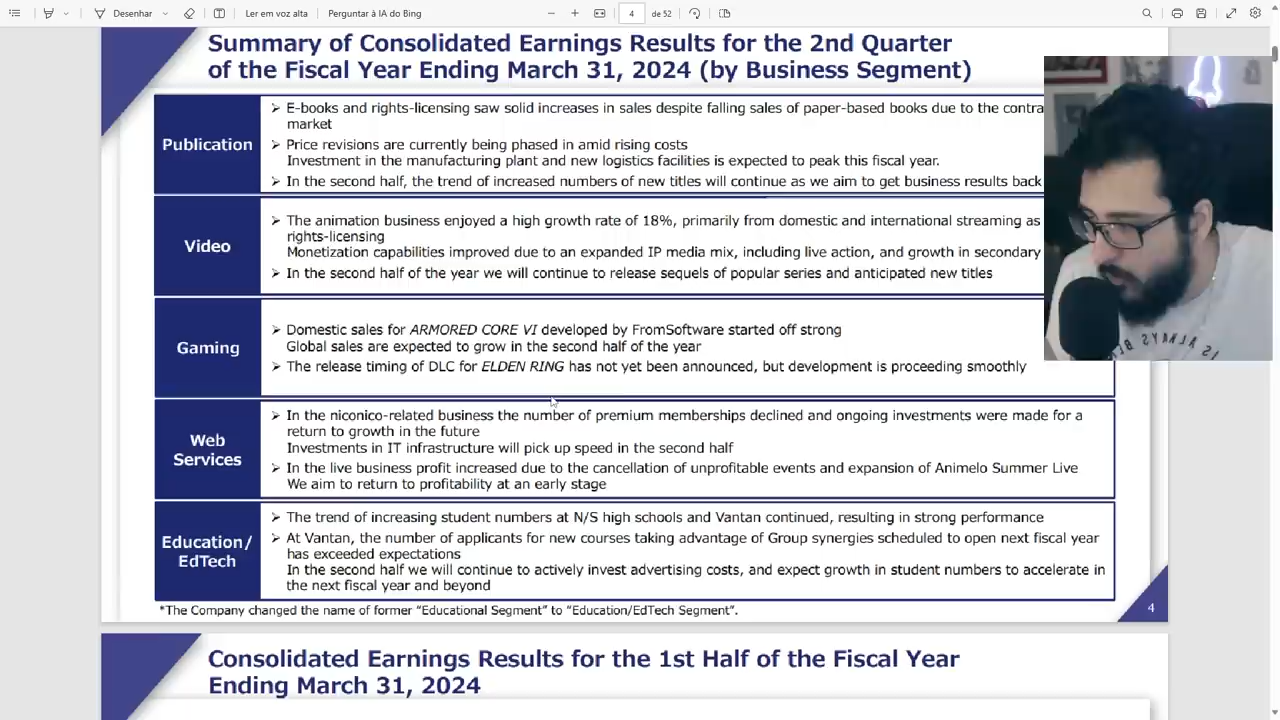 Desenhar
Ler em voz alta
Perguntar à IA do Bing
4
de 52
Summary of Consolidated Earnings Results for the 2nd Quarter
of the Fiscal Year Ending March 31, 2024 (by Business Segment)
Publication
E-books and rights-licensing saw solid increases in sales despite falling sales of paper-based books due to the contra
market
Price revisions are currently being phased in amid rising costs
Investment in the manufacturing plant and new logistics facilities is expected to peak this fiscal year.
In the second half, the trend of increased numbers of new titles will continue as we aim to get business results back
Video
The animation business enjoyed a high growth rate of 18%, primarily from domestic and international streaming as
rights-licensing
Monetization capabilities improved due to an expanded IP media mix, including live action, and growth in secondary
In the second half of the year we will continue to release sequels of popular series and anticipated new titles
Gaming
Domestic sales for ARMORED CORE VI developed by FromSoftware started off strong
Global sales are expected to grow in the second half of the year
The release timing of DLC for ELDEN RING has not yet been announced, but development is proceeding smoothly
Web
Services
In the niconico-related business the number of premium memberships declined and ongoing investments were made for a
return to growth in the future
Investments in IT infrastructure will pick up speed in the second half
In the live business profit increased due to the cancellation of unprofitable events and expansion of Animelo Summer Live
We aim to return to profitability at an early stage
Education/
EdTech
The trend of increasing student numbers at N/S high schools and Vantan continued, resulting in strong performance
At Vantan, the number of applicants for new courses taking advantage of Group synergies scheduled to open next fiscal year
has exceeded expectations
In the second half we will continue to actively invest advertising costs, and expect growth in student numbers to accelerate in
the next fiscal year and beyond
*The Company changed the name of former “Educational Segment” to “Education/EdTech Segment”.
4
Consolidated Earnings Results for the 1st Half of the Fiscal Year
Ending March 31, 2024